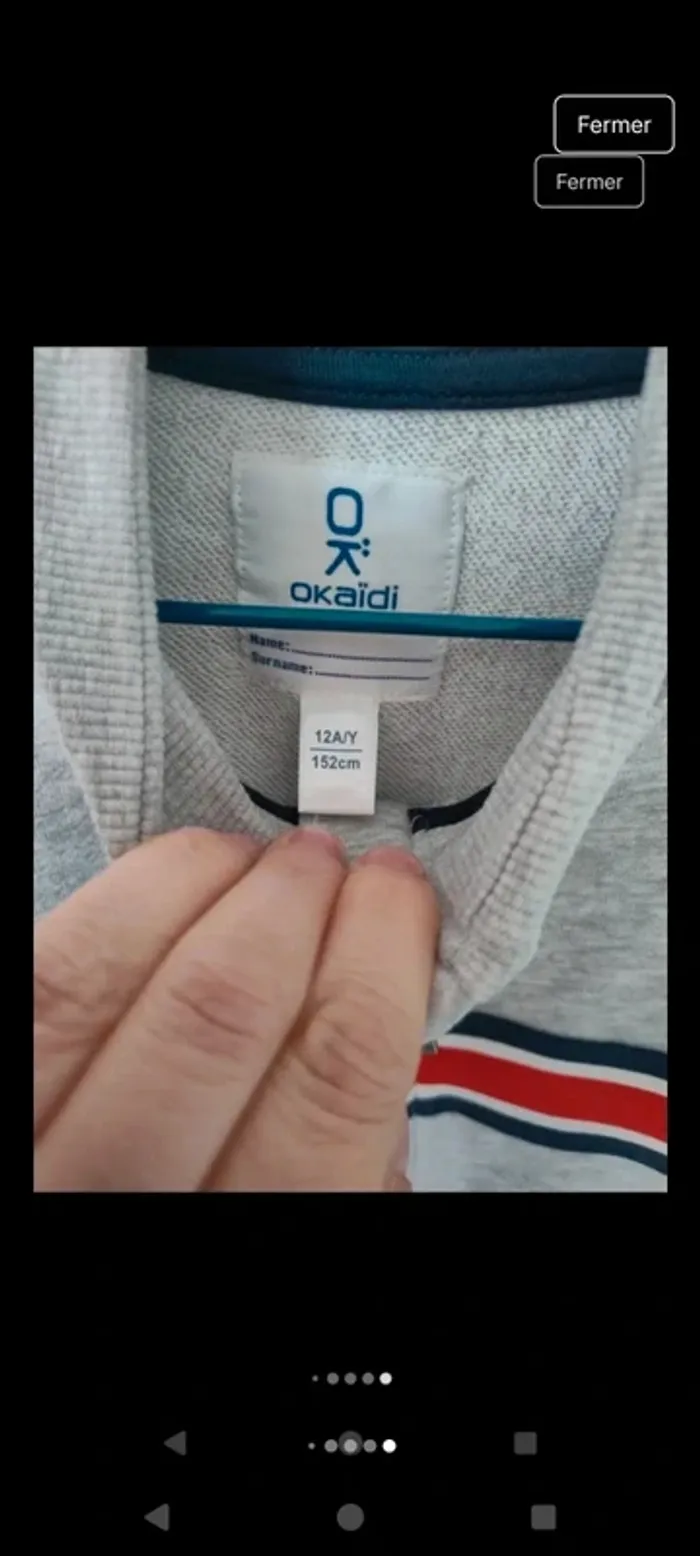 Fermer
Fermer
OK
oKaïdi
Name:
Surname:
12A/Y
152cm